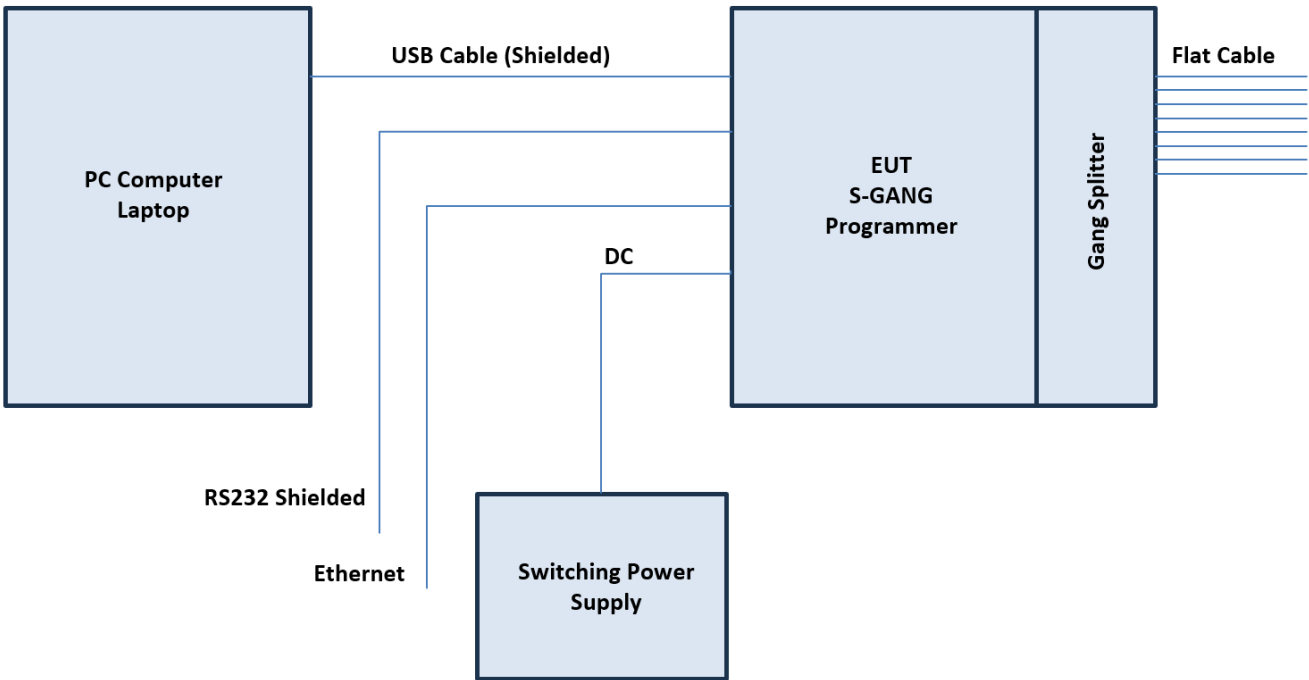 USB Cable (Shielded)
Flat Cable
PC Computer
Laptop
EUT
S-GANG
Programmer
Gang Splitter
DC
RS232 Shielded
Ethernet
Switching Power
Supply